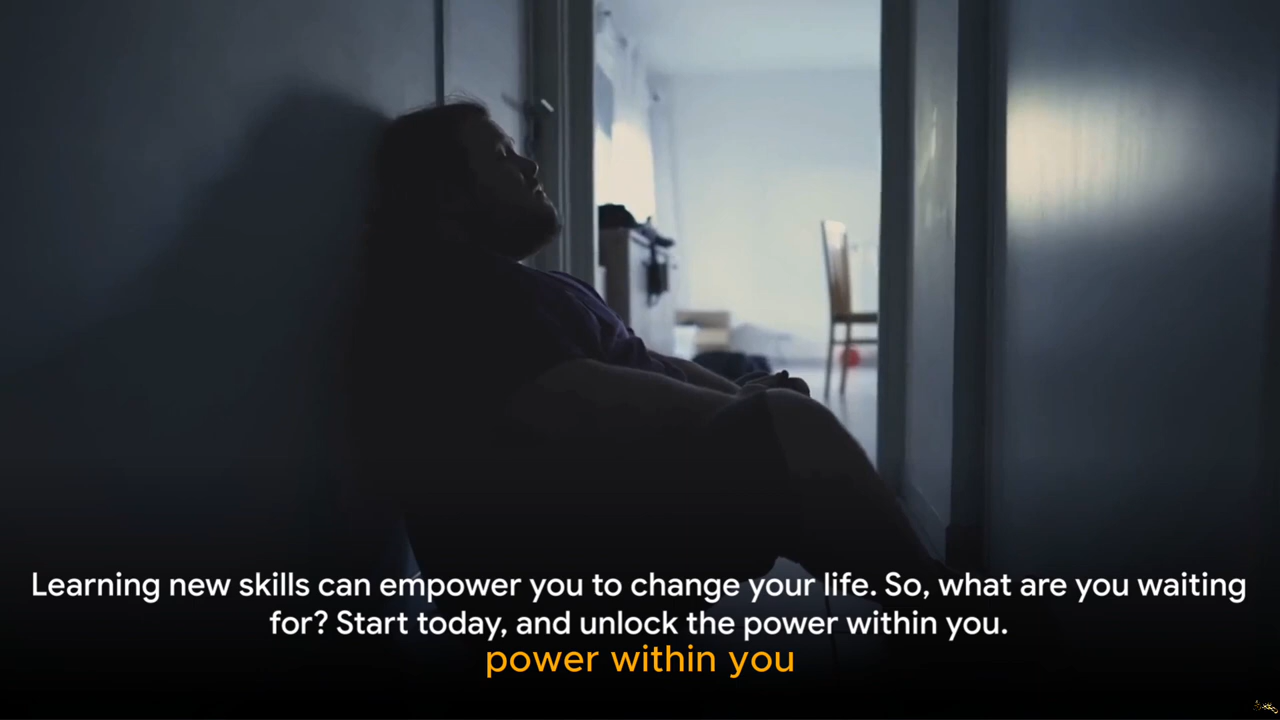 Learning new skills can empower you to change your life. So, what are you waiting
for? Start today, and unlock the power within you.
power within you